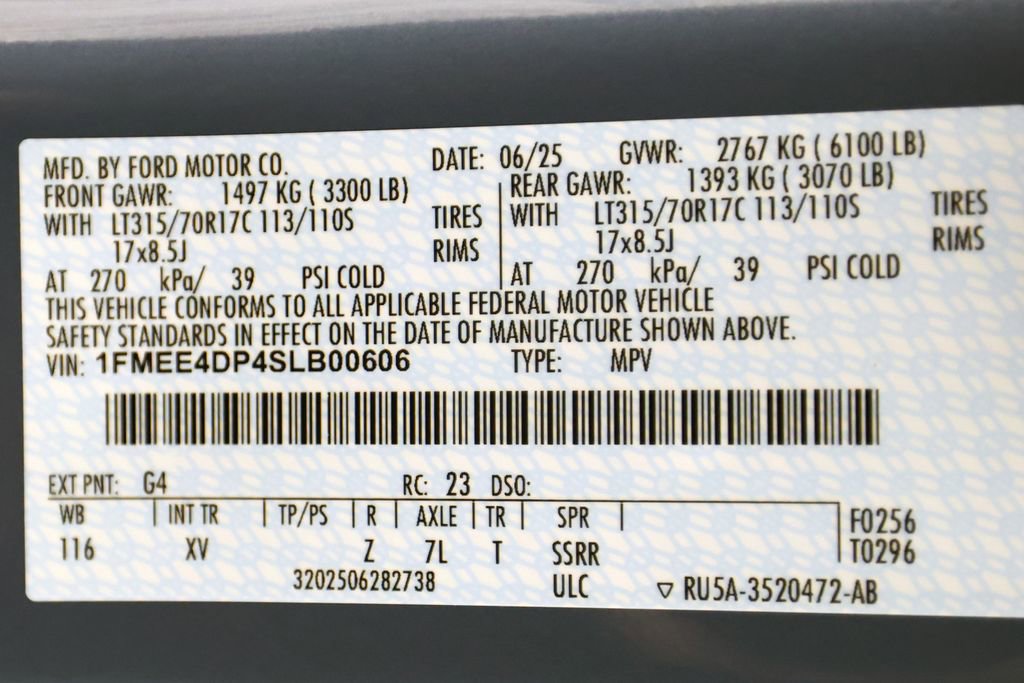 MFD. BY FORD MOTOR CO. DATE: 06/25 GVWR: 2767 KG ( 6100 LB)
FRONT GAWR: 1497 KG ( 3300 LB) REAR GAWR: 1393 KG ( 3070 LB)
WITH LT315/70R17C 113/110S TIRES WITH LT315/70R17C 113/110S TIRES
17x8.5J RIMS 17x8.5J RIMS
AT 270 kPa/ 39 PSI COLD AT 270 kPa/ 39 PSI COLD
THIS VEHICLE CONFORMS TO ALL APPLICABLE FEDERAL MOTOR VEHICLE
SAFETY STANDARDS IN EFFECT ON THE DATE OF MANUFACTURE SHOWN ABOVE.
VIN: 1FMEE4DP4SLB00606 TYPE: MPV
EXT PNT: G4 RC: 23 DSO:
WB INT TR TP/PS R AXLE TR SPR F0256
116 XV Z 7L T SSRR T0296
3202506282738 ULC ▽ RU5A-3520472-AB